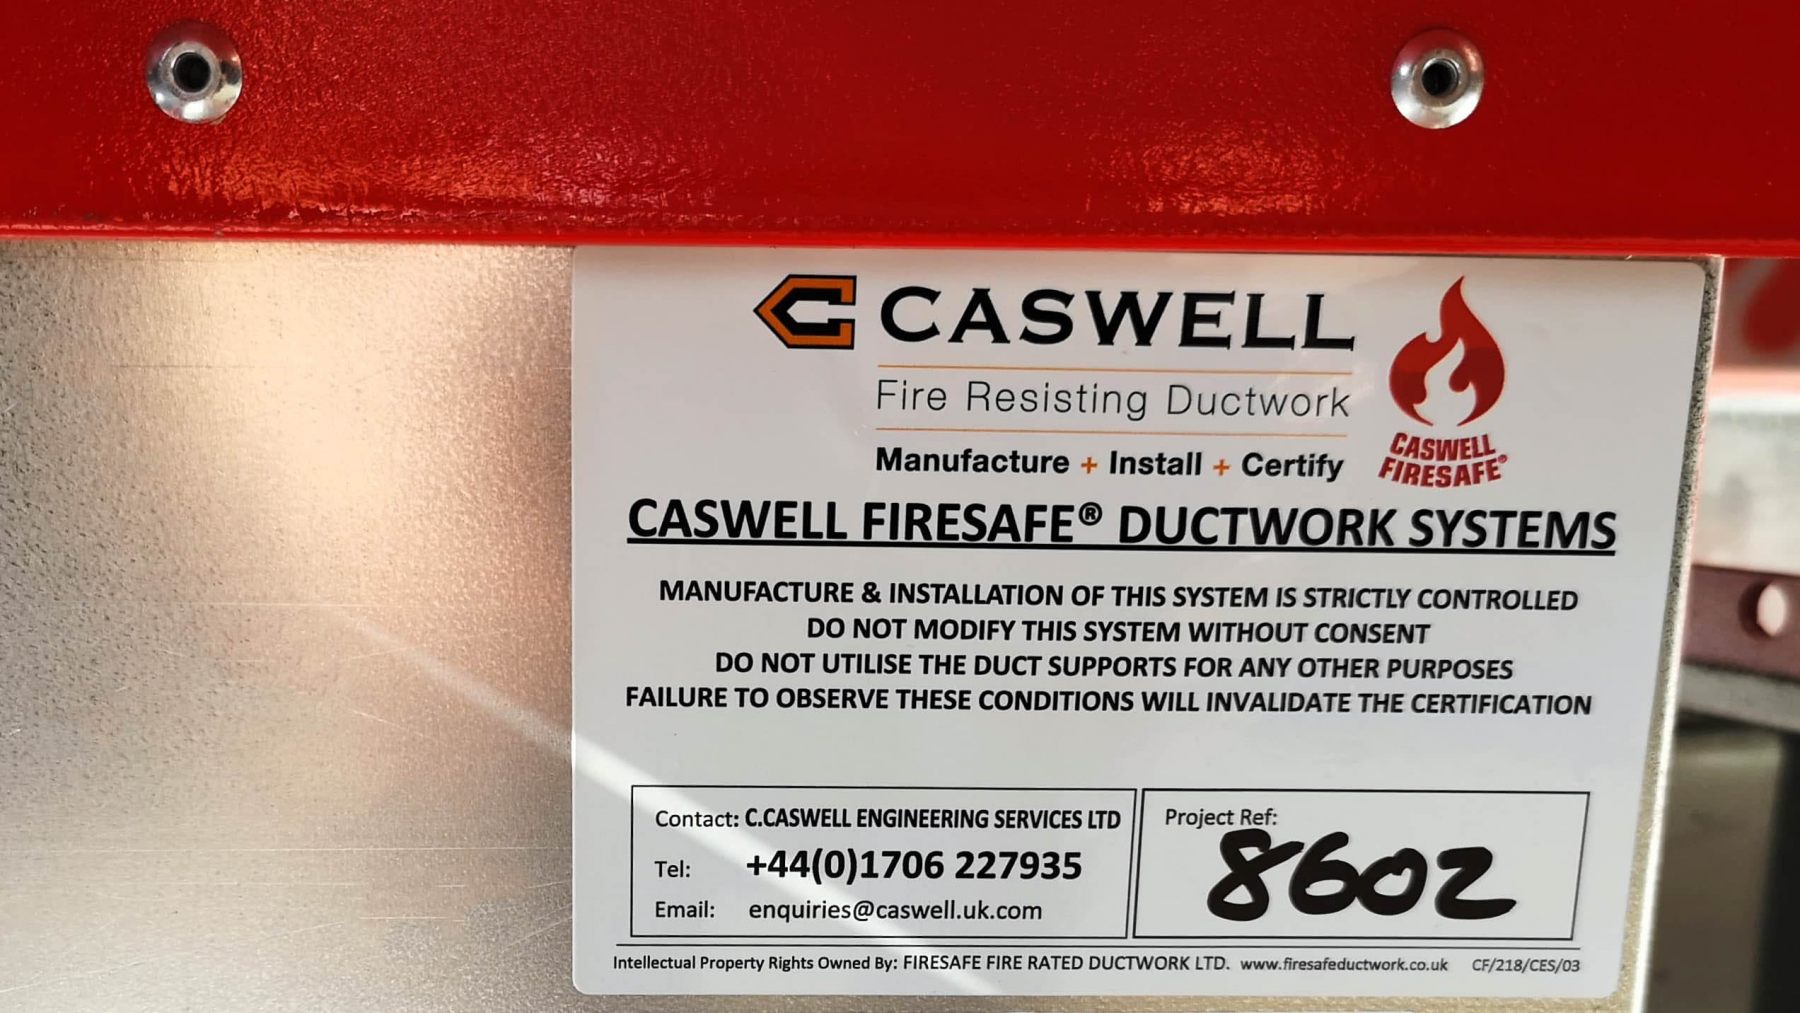 CASWELL
Fire Resisting Ductwork
Manufacture + Install + Certify
CASWELL
FIRESAFE®
CASWELL FIRESAFE® DUCTWORK SYSTEMS
MANUFACTURE & INSTALLATION OF THIS SYSTEM IS STRICTLY CONTROLLED
DO NOT MODIFY THIS SYSTEM WITHOUT CONSENT
DO NOT UTILISE THE DUCT SUPPORTS FOR ANY OTHER PURPOSES
FAILURE TO OBSERVE THESE CONDITIONS WILL INVALIDATE THE CERTIFICATION
Contact: C.CASWELL ENGINEERING SERVICES LTD
Tel: +44(0)1706 227935
Email: enquiries@caswell.uk.com
Project Ref:
8602
Intellectual Property Rights Owned By: FIRESAFE FIRE RATED DUCTWORK LTD. www.firesafeductwork.co.uk CF/218/CES/03